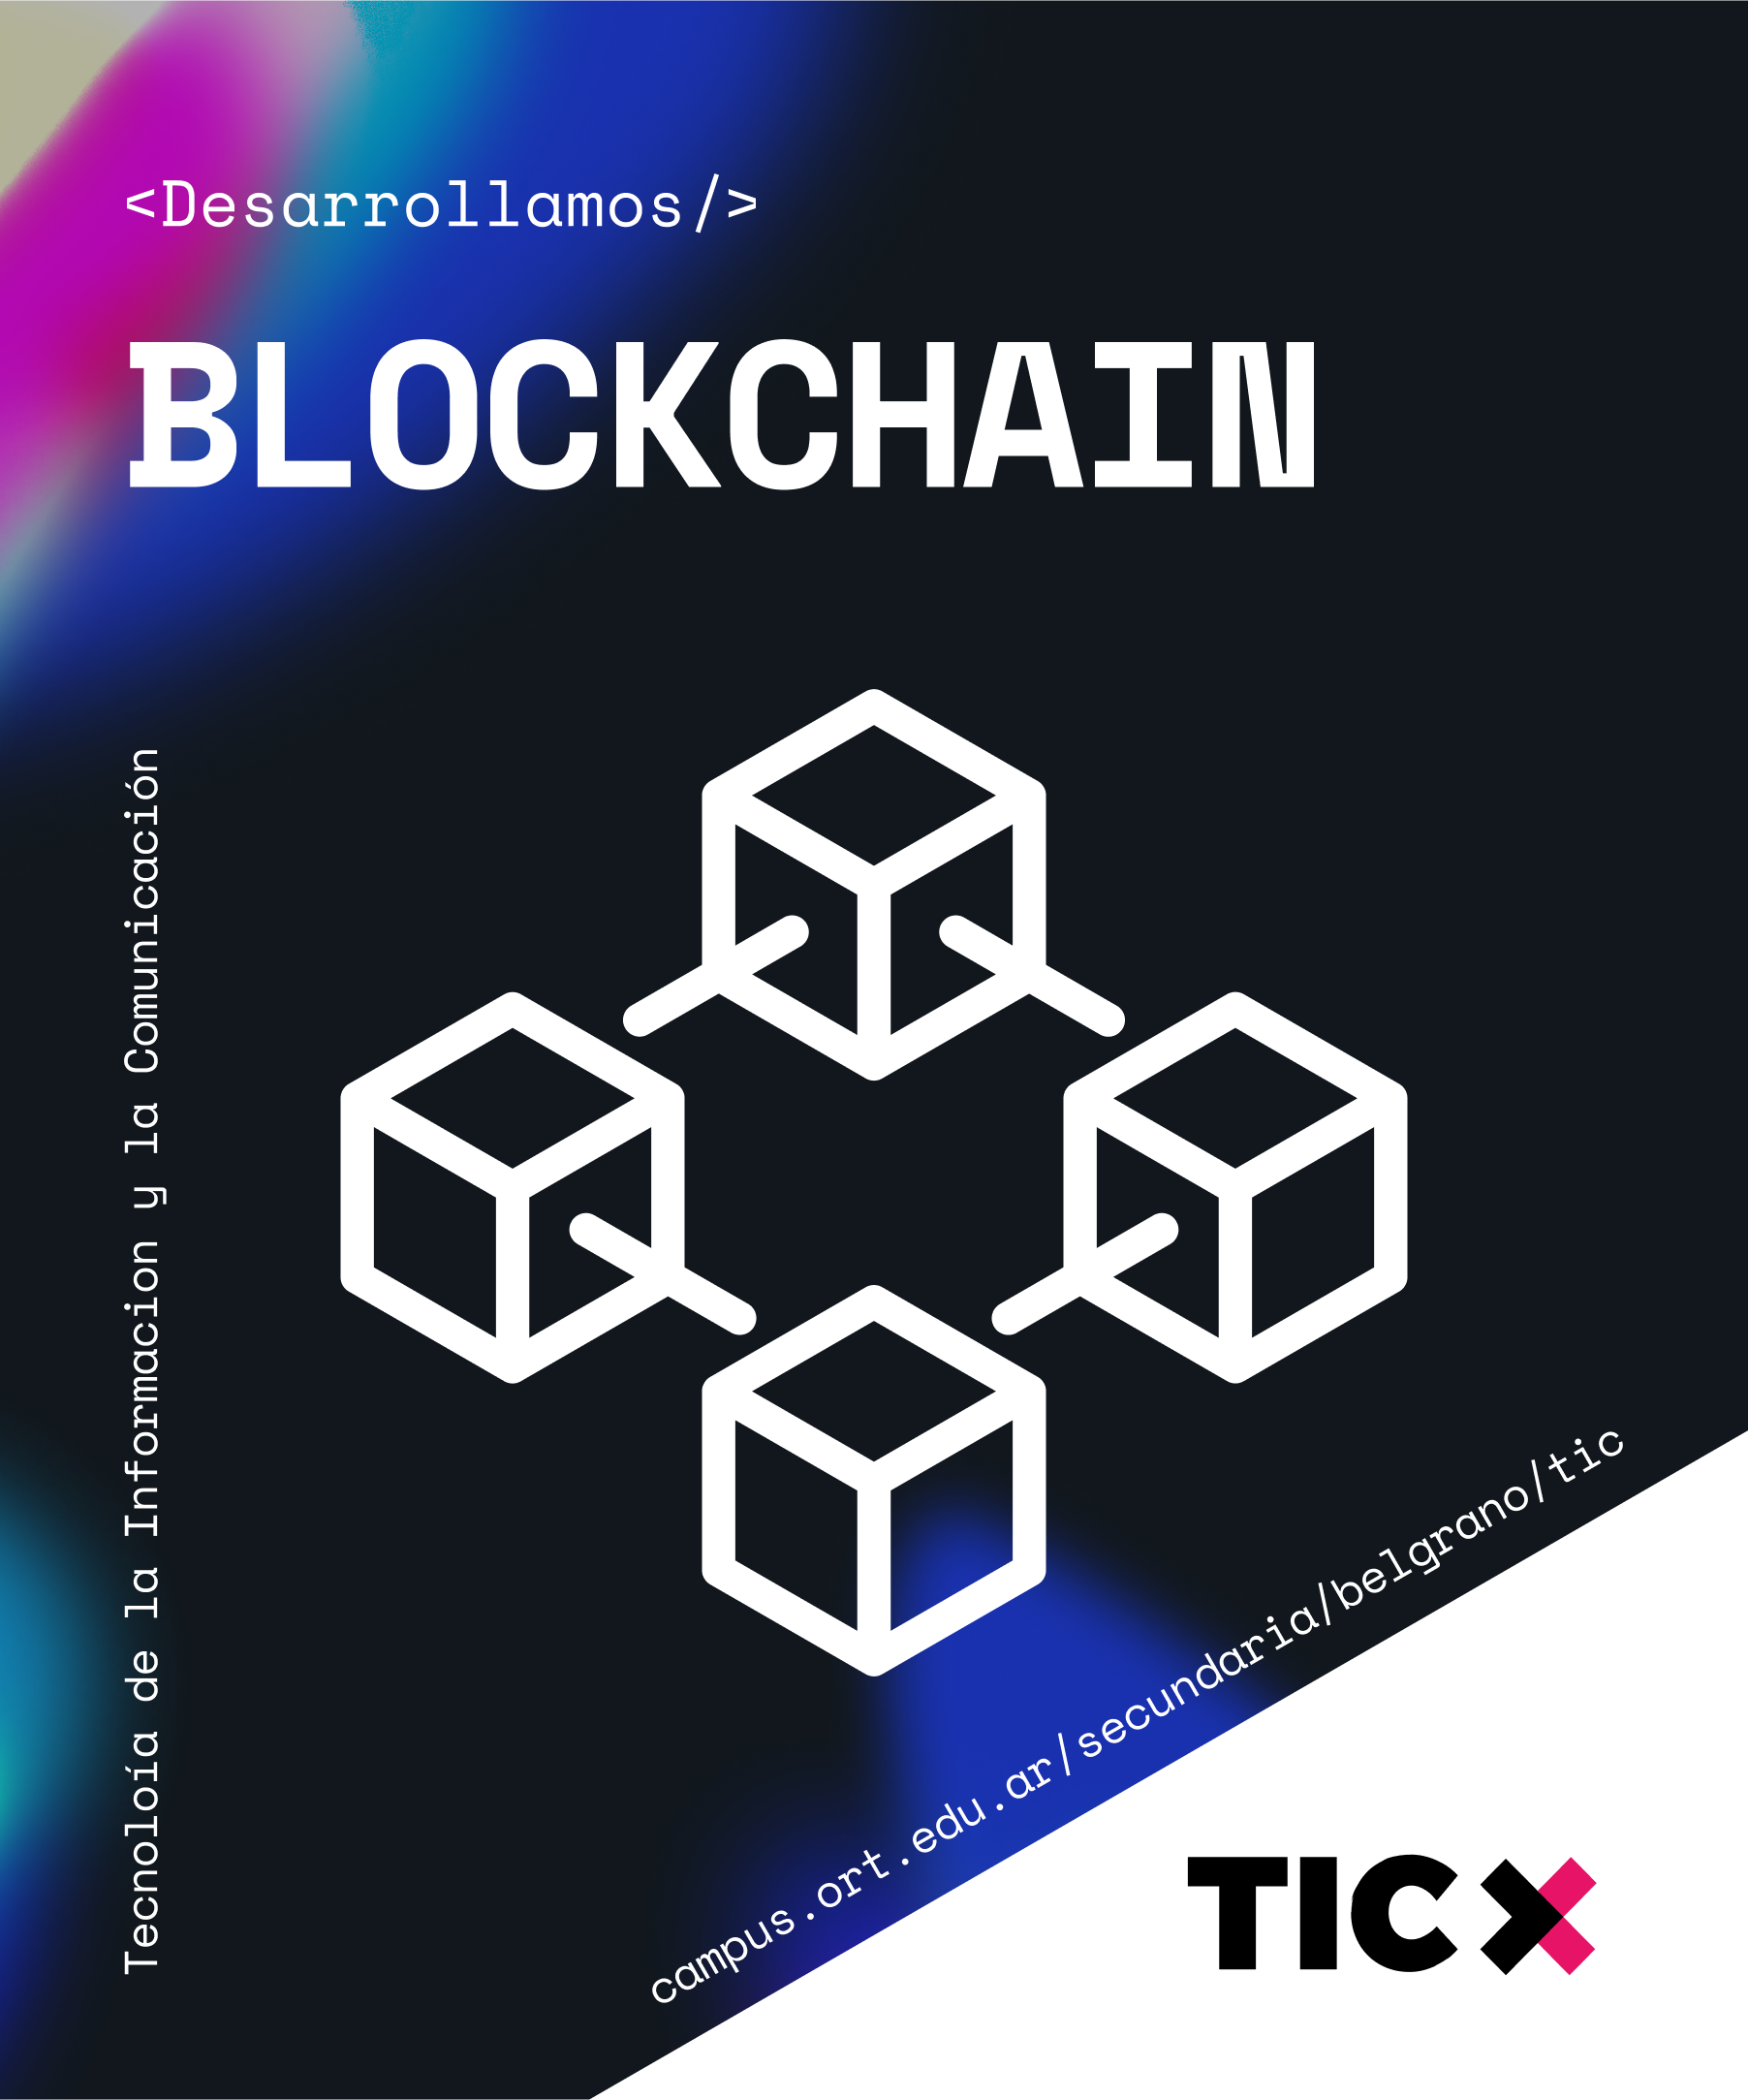 <Desarrollamos/>
BLOCKCHAIN
Tecnoloía de la Informacion y la Comunicación
campus.ort.edu.ar/secundaria/belgrano/tic
TIC